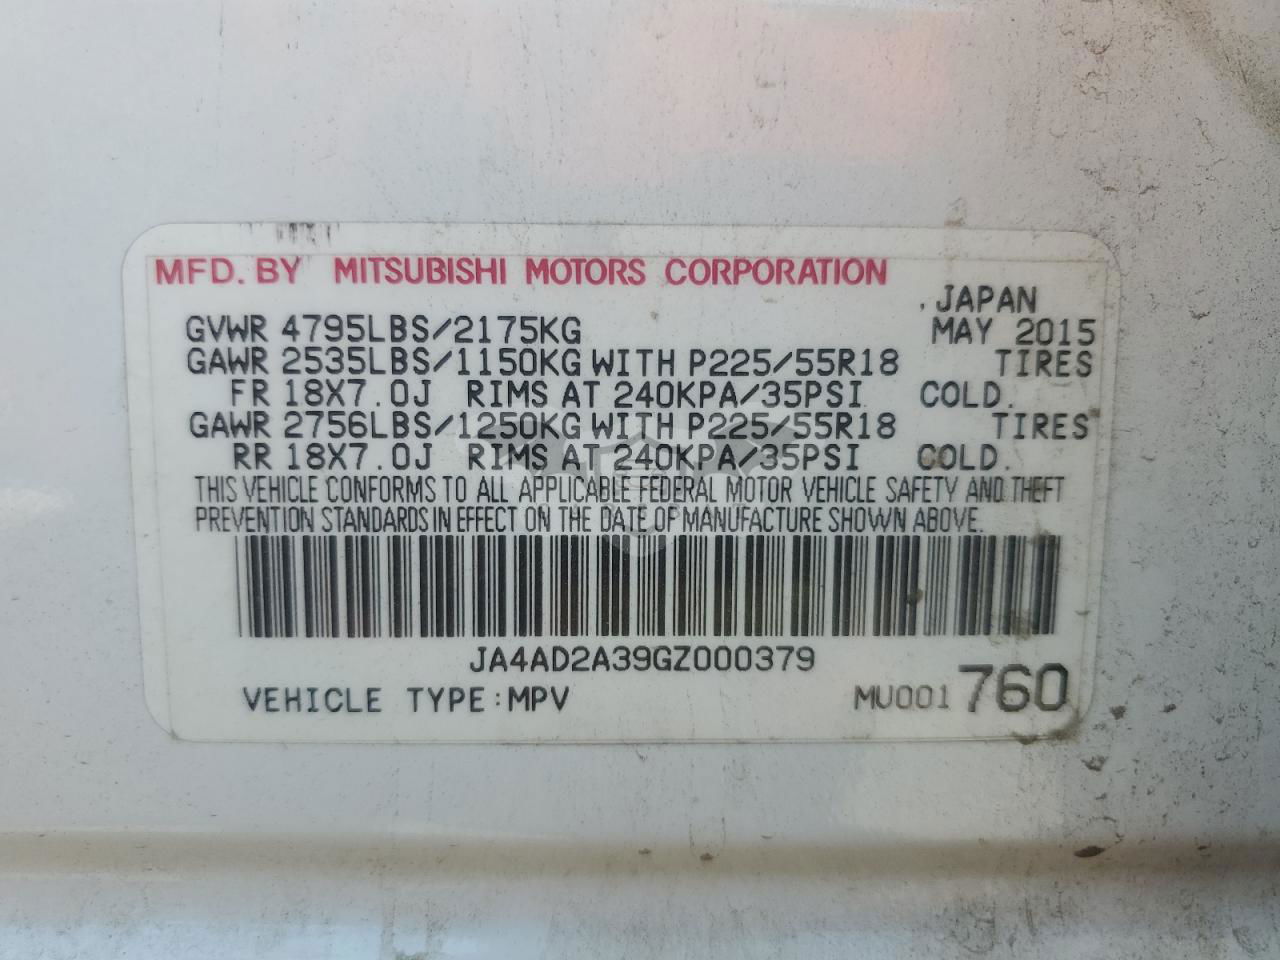 MFD. BY MITSUBISHI MOTORS CORPORATION
JAPAN
GVWR 4795LBS/2175KG MAY 2015
GAWR 2535LBS/1150KG WITH P225/55R18 TIRES
FR 18X7.0J RIMS AT 240KPA/35PSI COLD.
GAWR 2756LBS/1250KG WITH P225/55R18 TIRES
RR 18X7.0J RIMS AT 240KPA/35PSI COLD.
THIS VEHICLE CONFORMS TO ALL APPLICABLE FEDERAL MOTOR VEHICLE SAFETY AND THEFT
PREVENTION STANDARDS IN EFFECT ON THE DATE OF MANUFACTURE SHOWN ABOVE.
JA4AD2A39GZ000379
VEHICLE TYPE:MPV MU001 760